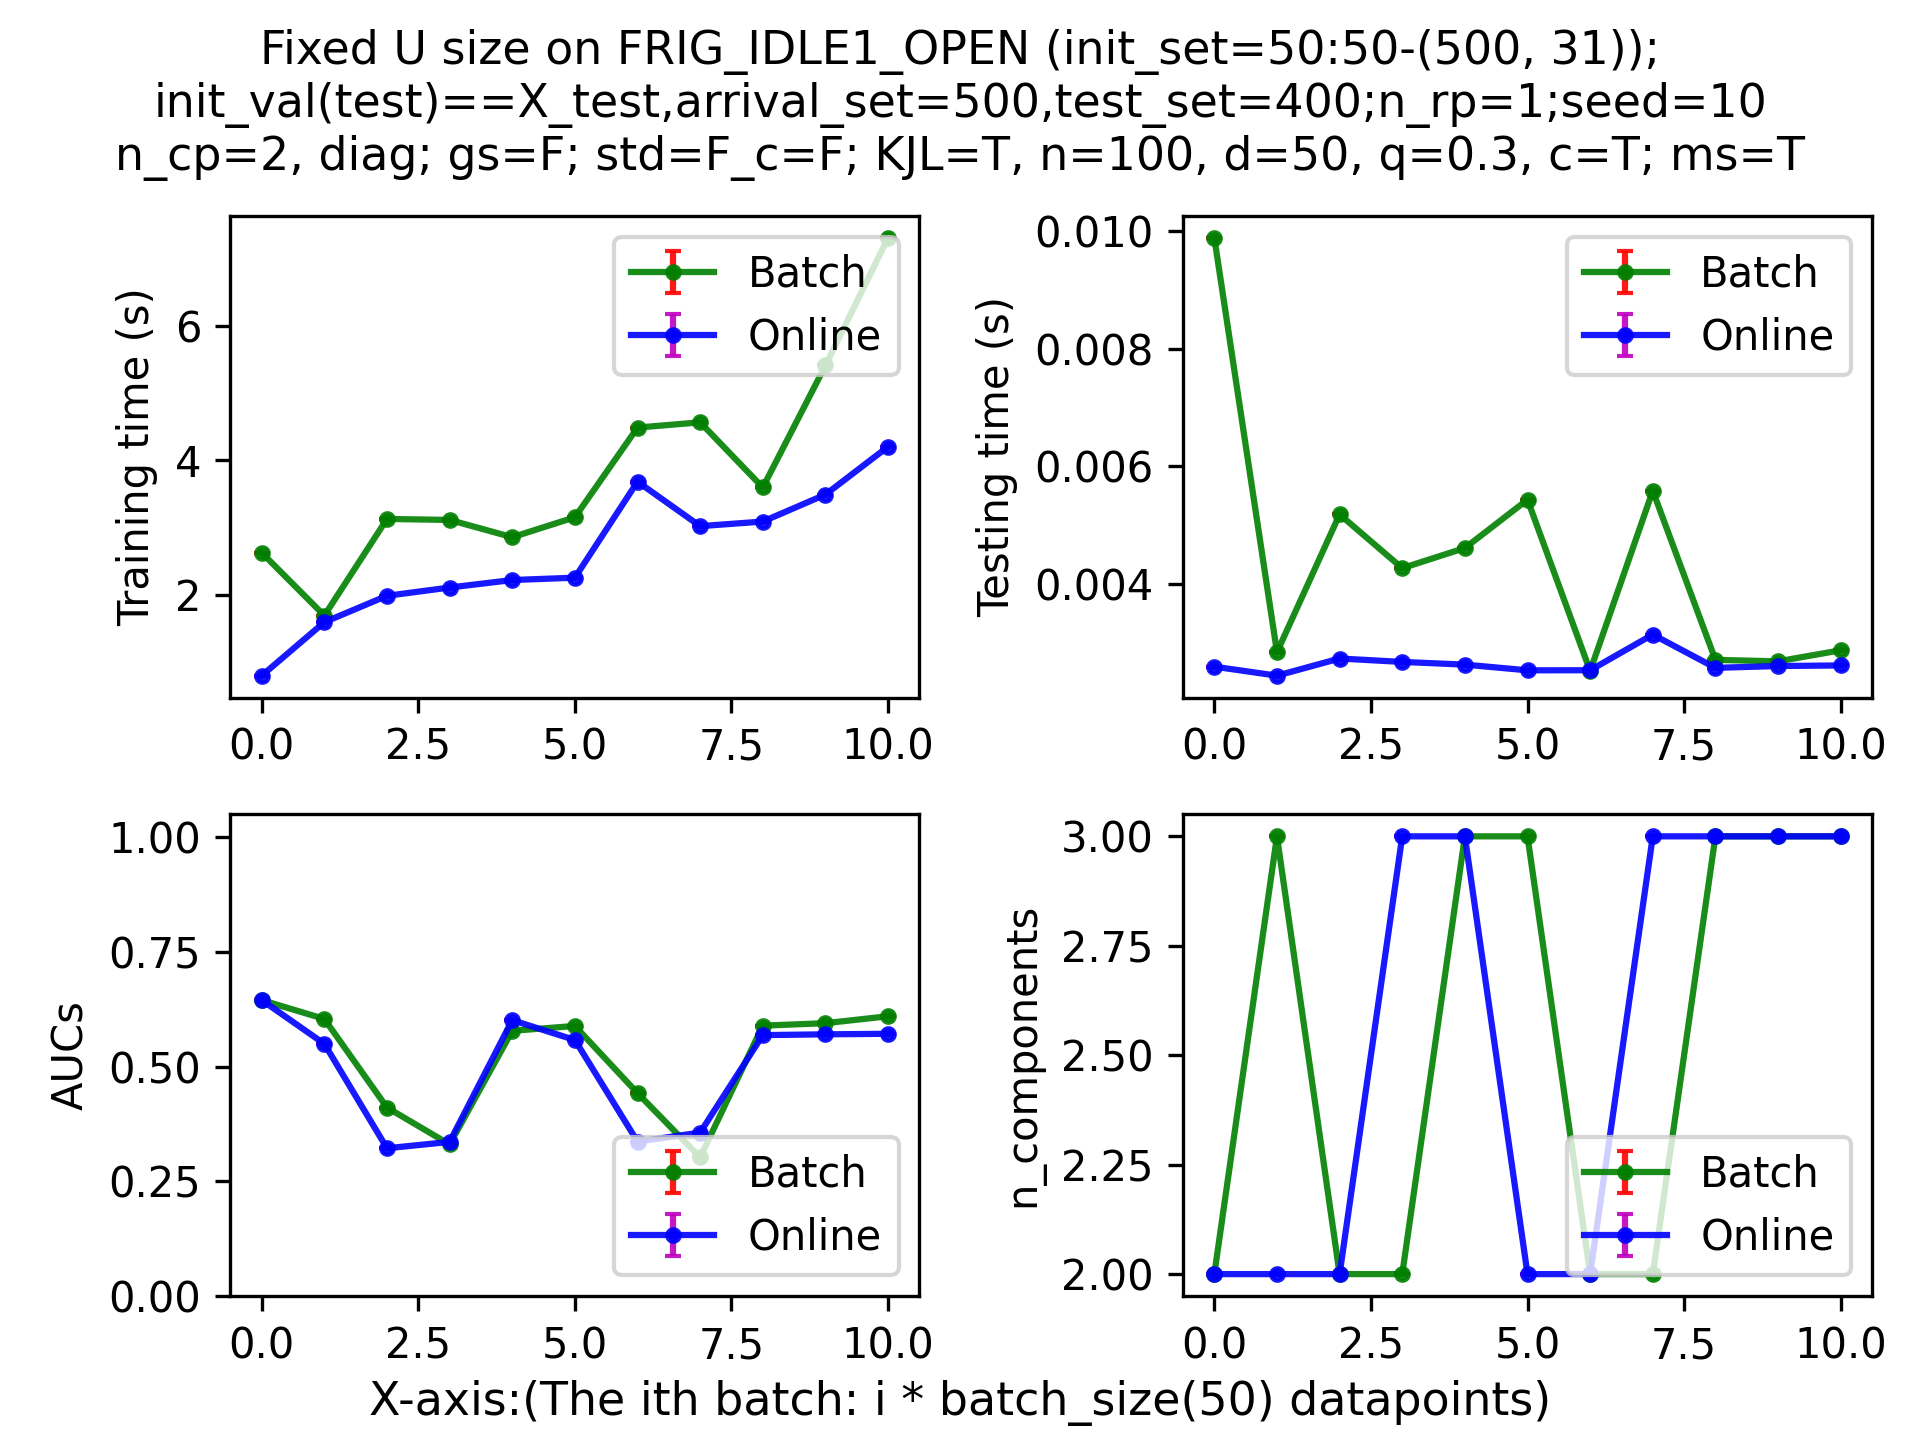 Fixed U size on FRIG_IDLE1_OPEN (init_set=50:50-(500, 31));
init_val(test)==X_test,arrival_set=500,test_set=400;n_rp=1;seed=10
n_cp=2, diag; gs=F; std=F_c=F; KJL=T, n=100, d=50, q=0.3, c=T; ms=T
Training time (s)
6
4
2
0.0 2.5 5.0 7.5 10.0
Batch
Online
Testing time (s)
0.010
0.008
0.006
0.004
0.0 2.5 5.0 7.5 10.0
Batch
Online
AUCs
1.00
0.75
0.50
0.25
0.00
0.0 2.5 5.0 7.5 10.0
Batch
Online
n_components
3.00
2.75
2.50
2.25
2.00
0.0 2.5 5.0 7.5 10.0
Batch
Online
X-axis:(The ith batch: i * batch_size(50) datapoints)